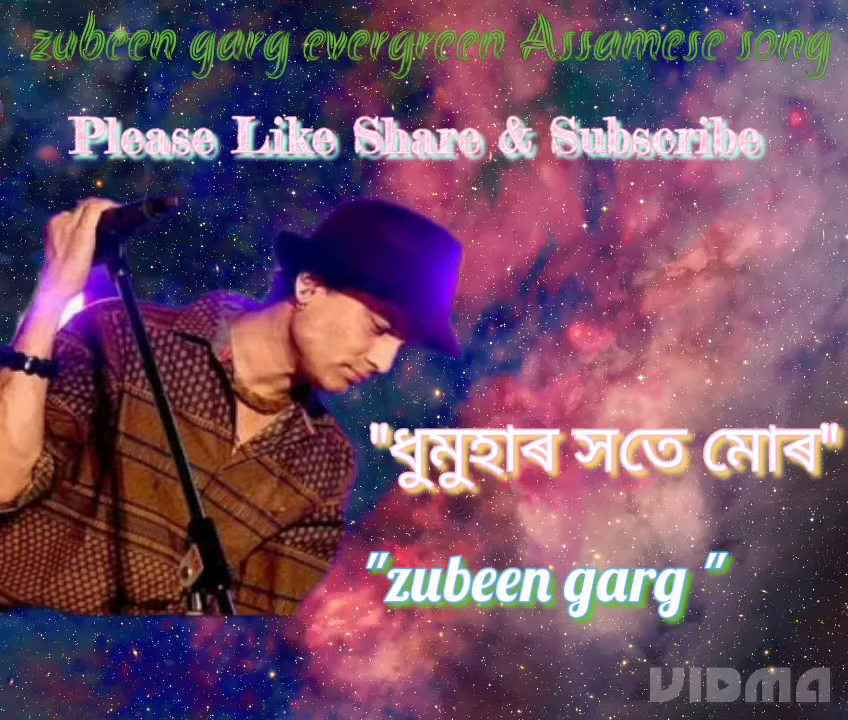 zubeen garg evergreen Assamese song
Please Like Share & Subscribe
"ধুমুহাৰ সতে মোৰ"
"zubeen garg "
VIDMA